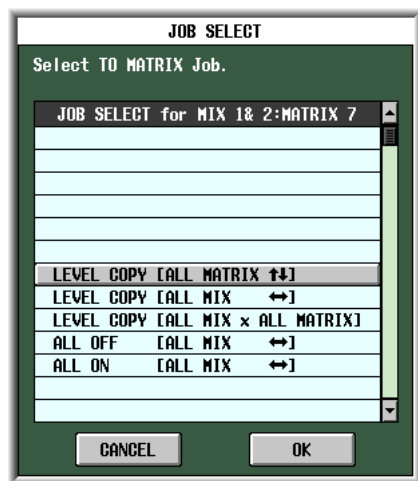 JOB SELECT
Select TO MATRIX Job.
JOB SELECT for MIX 1& 2:MATRIX 7
LEVEL COPY [ALL MATRIX ↑↓]
LEVEL COPY [ALL MIX ↔]
LEVEL COPY [ALL MIX x ALL MATRIX]
ALL OFF [ALL MIX ↔]
ALL ON [ALL MIX ↔]
CANCEL OK